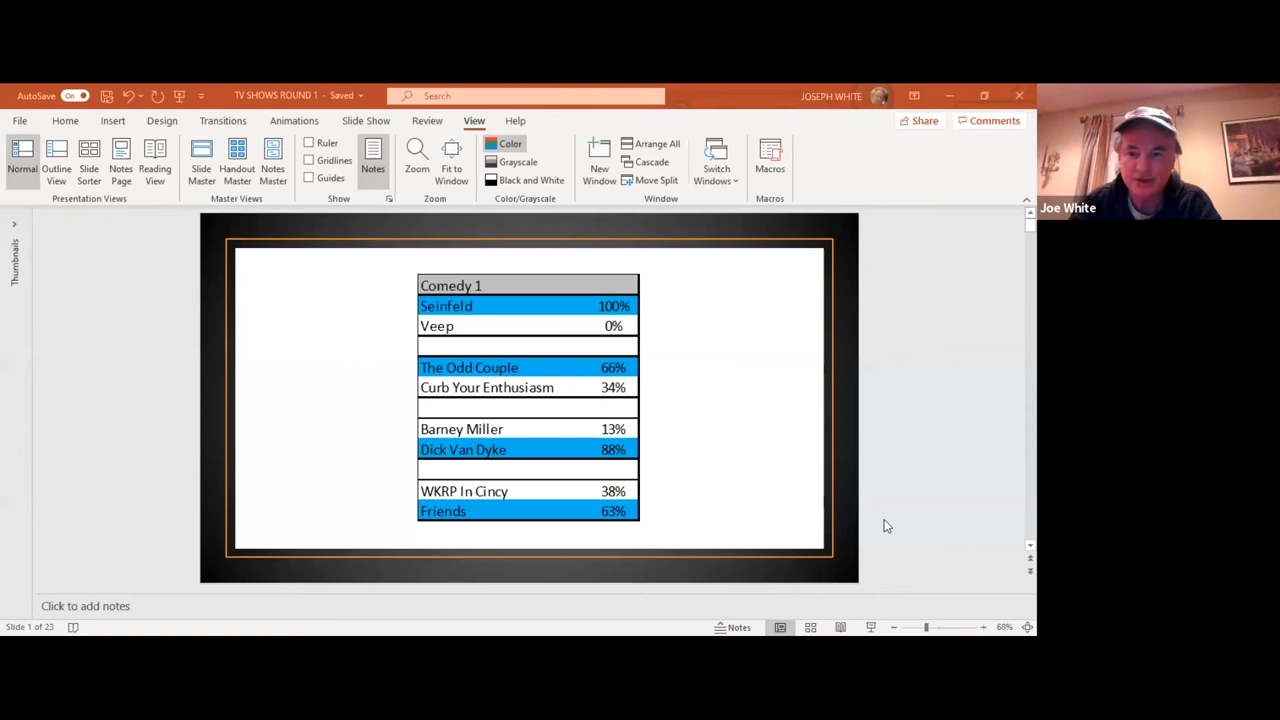 AutoSave On TV SHOWS ROUND 1 - Saved Search JOSEPH WHITE
File Home Insert Design Transitions Animations Slide Show Review View Help Share Comments
Normal Outline View Slide Sorter Notes Page Reading View
Presentation Views
Slide Master Handout Master Notes Master
Master Views
Ruler
Gridlines
Guides
Notes
Show
Zoom Fit to Window
Zoom
Color
Grayscale
Black and White
Color/Grayscale
New Window Arrange All
Cascade
Move Split
Switch Windows
Window
Macros
Macros
Joe White
Thumbnails
Comedy 1
Seinfeld 100%
Veep 0%
The Odd Couple 66%
Curb Your Enthusiasm 34%
Barney Miller 13%
Dick Van Dyke 88%
WKRP In Cincy 38%
Friends 63%
Click to add notes
Slide 1 of 23 Notes 68%